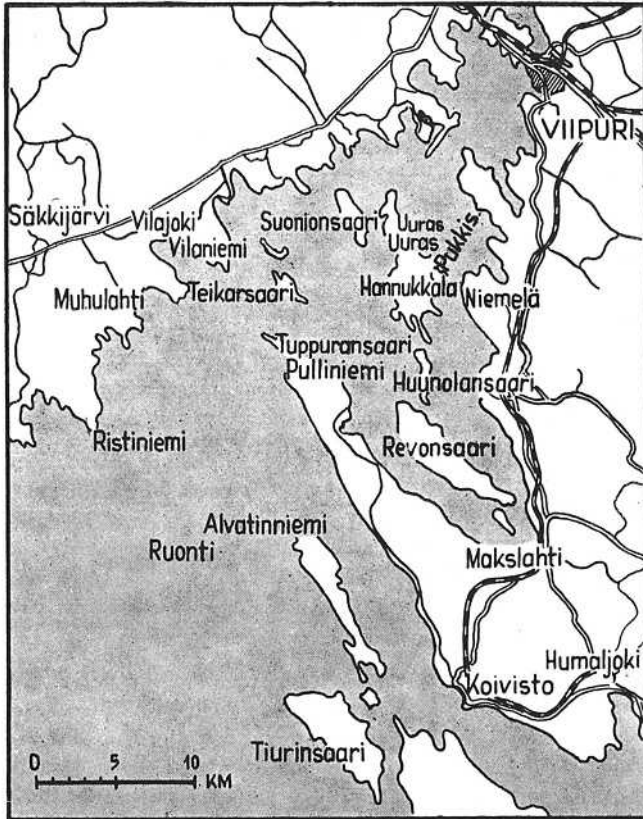 VIIPURI
Säkkijärvi
Vilajoki
Suonionsaari
Uuras
Uuras
Pukkis.
Vilaniemi
Muhulahti
Teikarsaari
Hannukkala
Niemelä
Tuppuransaari
Pulliniemi
Huunolansaari
Ristiniemi
Revonsaari
Alvatinniemi
Ruonti
Makslahti
Humaljoki
Koivisto
Tiurinsaari
0 5 10
KM